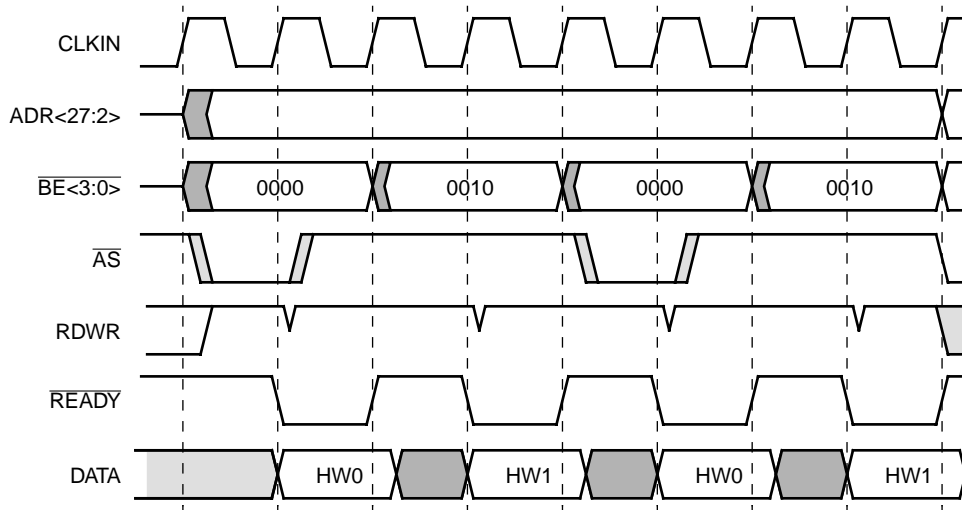 CLKIN
ADR<27:2>
BE<3:0> 0000 0010 0000 0010
AS
RDWR
READY
DATA HW0 HW1 HW0 HW1